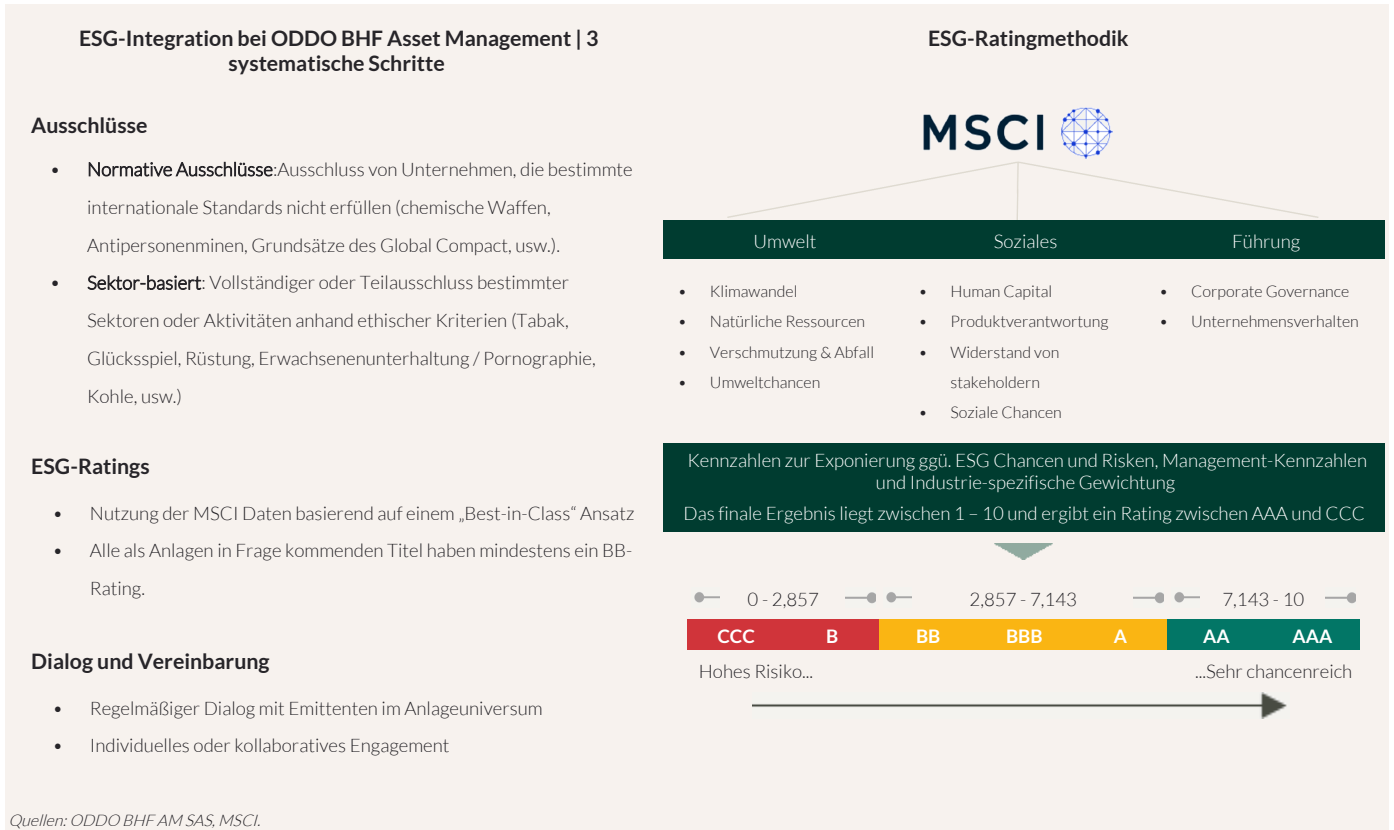 ESG-Integration bei ODDO BHF Asset Management | 3
systematische Schritte
Ausschlüsse
• Normative Ausschlüsse:Ausschluss von Unternehmen, die bestimmte
internationale Standards nicht erfüllen (chemische Waffen,
Antipersonenminen, Grundsätze des Global Compact, usw.).
• Sektor-basiert: Vollständiger oder Teilausschluss bestimmter
Sektoren oder Aktivitäten anhand ethischer Kriterien (Tabak,
Glücksspiel, Rüstung, Erwachsenenunterhaltung / Pornographie,
Kohle, usw.)
ESG-Ratings
• Nutzung der MSCI Daten basierend auf einem „Best-in-Class“ Ansatz
• Alle als Anlagen in Frage kommenden Titel haben mindestens ein BB-
Rating.
Dialog und Vereinbarung
• Regelmäßiger Dialog mit Emittenten im Anlageuniversum
• Individuelles oder kollaboratives Engagement
ESG-Ratingmethodik
MSCI
Umwelt
• Klimawandel
• Natürliche Ressourcen
• Verschmutzung & Abfall
• Umweltchancen
Soziales
• Human Capital
• Produktverantwortung
• Widerstand von
stakeholdern
• Soziale Chancen
Führung
• Corporate Governance
• Unternehmensverhalten
Kennzahlen zur Exponierung ggü. ESG Chancen und Risken, Management-Kennzahlen
und Industrie-spezifische Gewichtung
Das finale Ergebnis liegt zwischen 1 – 10 und ergibt ein Rating zwischen AAA und CCC
0 - 2,857 2,857 - 7,143 7,143 - 10
CCC B BB BBB A AA AAA
Hohes Risiko... ...Sehr chancenreich
Quellen: ODDO BHF AM SAS, MSCI.